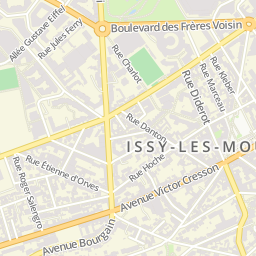 Boulevard des Frères Voisin
Allée Gustave Eiffel
Rue Jules Ferry
Rue Charlot
Rue Kleber
Rue Marceau
Rue Diderot
Rue Danton
ISSY-LES-MOU
Rue Hoche
Rue Étienne d'Orves
Rue Roger Salengro
Avenue Victor Cresson
Avenue Bourgain